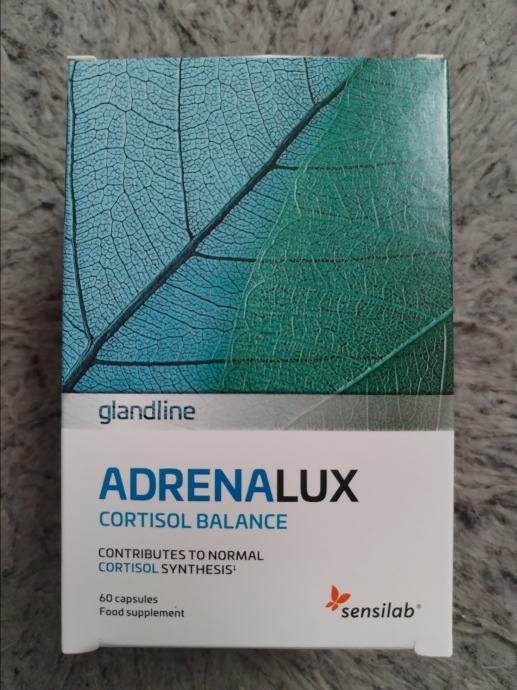 glandline
ADRENALUX
CORTISOL BALANCE
CONTRIBUTES TO NORMAL
CORTISOL SYNTHESIS¹
60 capsules
Food supplement
sensilab®